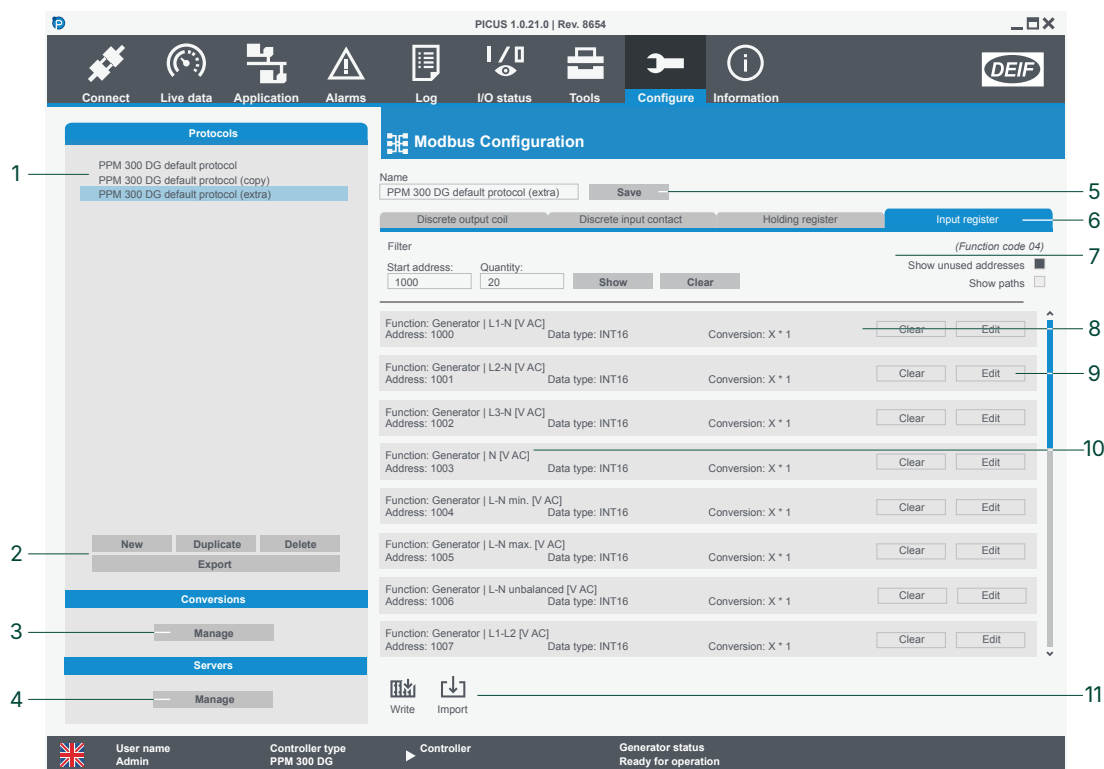 PICUS 1.0.21.0 | Rev. 8654
Connect
Live data
Application
Alarms
Log
I/O
I/O status
Tools
Configure
Information
DEIF
Protocols
PPM 300 DG default protocol
PPM 300 DG default protocol (copy)
PPM 300 DG default protocol (extra)
1
New
Duplicate
Delete
Export
2
Conversions
Manage
3
Servers
Manage
4
Modbus Configuration
Name
PPM 300 DG default protocol (extra)
Save
5
Discrete output coil
Discrete input contact
Holding register
Input register
6
Filter
(Function code 04)
Start address:
Quantity:
Show unused addresses
7
1000
20
Show
Clear
Show paths
Function: Generator | L1-N [V AC]
Address: 1000 Data type: INT16 Conversion: X * 1
Clear
Edit
8
Function: Generator | L2-N [V AC]
Address: 1001 Data type: INT16 Conversion: X * 1
Clear
Edit
9
Function: Generator | L3-N [V AC]
Address: 1002 Data type: INT16 Conversion: X * 1
Clear
Edit
Function: Generator | N [V AC]
Address: 1003 Data type: INT16 Conversion: X * 1
Clear
Edit
10
Function: Generator | L-N min. [V AC]
Address: 1004 Data type: INT16 Conversion: X * 1
Clear
Edit
Function: Generator | L-N max. [V AC]
Address: 1005 Data type: INT16 Conversion: X * 1
Clear
Edit
Function: Generator | L-N unbalanced [V AC]
Address: 1006 Data type: INT16 Conversion: X * 1
Clear
Edit
Function: Generator | L1-L2 [V AC]
Address: 1007 Data type: INT16 Conversion: X * 1
Clear
Edit
Write
Import
11
User name
Admin
Controller type
PPM 300 DG
Controller
Generator status
Ready for operation